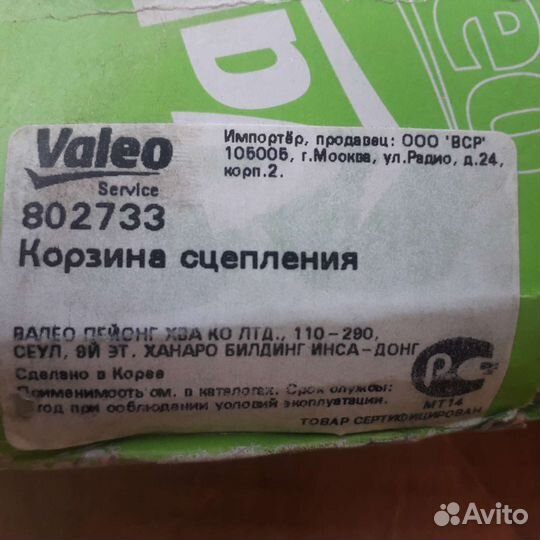 Valeo
Service
802733
Корзина сцепления
Импортёр, продавец: ООО "ВСР"
105005, г.Москва, ул.Радио, д.24,
корп.2.
ВАЛЕО ПЕЙОНГ ХВА КО ЛТД., 110-290,
СЕУЛ, 9Й ЭТ. ХАНАРО БИЛДИНГ ИНСА-ДОНГ
Сделано в Корее
Применимость см. в каталогах. Срок службы:
год при соблюдении условий эксплуатации.
РС
МТ14
ТОВАР СЕРТИФИЦИРОВАН
Avito